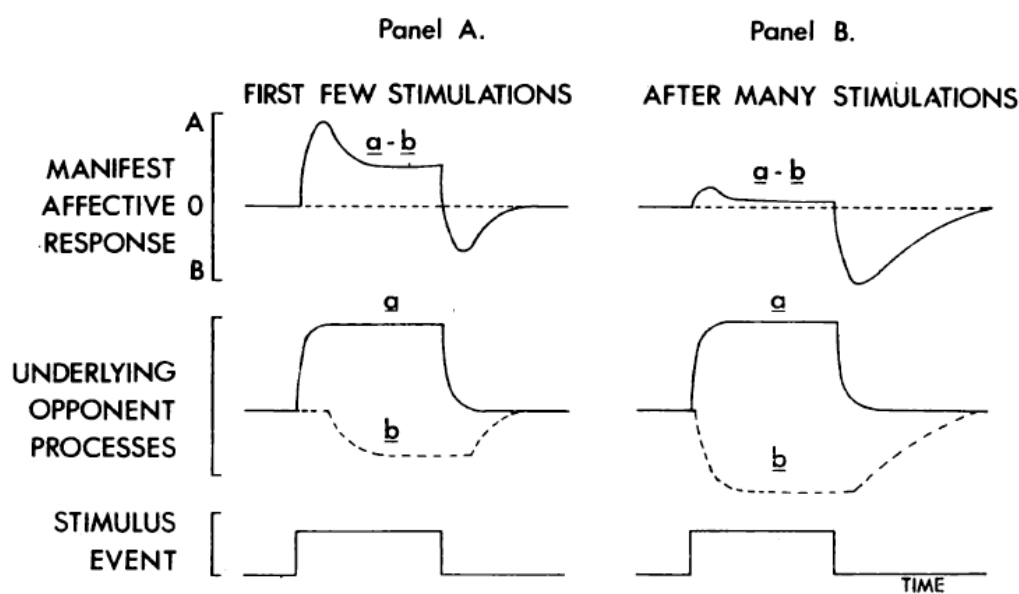 Panel A.
Panel B.
FIRST FEW STIMULATIONS
AFTER MANY STIMULATIONS
MANIFEST
AFFECTIVE
RESPONSE
A
0
B
a - b
a - b
UNDERLYING
OPPONENT
PROCESSES
a
b
a
b
STIMULUS
EVENT
TIME